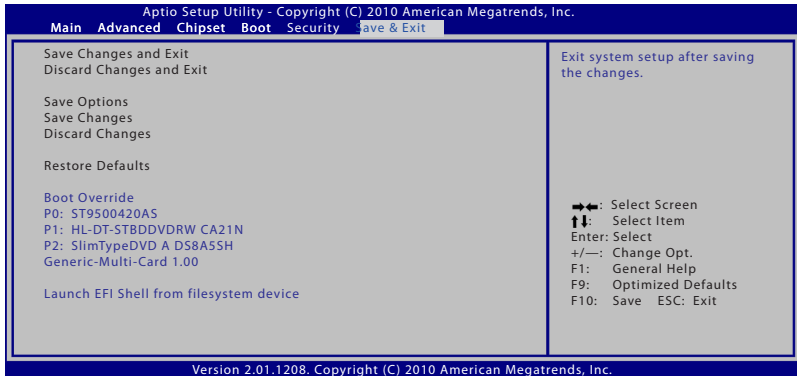 Aptio Setup Utility - Copyright (C) 2010 American Megatrends, Inc.
Main Advanced Chipset Boot Security Save & Exit
Save Changes and Exit
Discard Changes and Exit
Save Options
Save Changes
Discard Changes
Restore Defaults
Boot Override
P0: ST9500420AS
P1: HL-DT-STBDDVDRW CA21N
P2: SlimTypeDVD A DS8A5SH
Generic-Multi-Card 1.00
Launch EFI Shell from filesystem device
Exit system setup after saving
the changes.
→←: Select Screen
↑↓: Select Item
Enter: Select
+/—: Change Opt.
F1: General Help
F9: Optimized Defaults
F10: Save ESC: Exit
Version 2.01.1208. Copyright (C) 2010 American Megatrends, Inc.